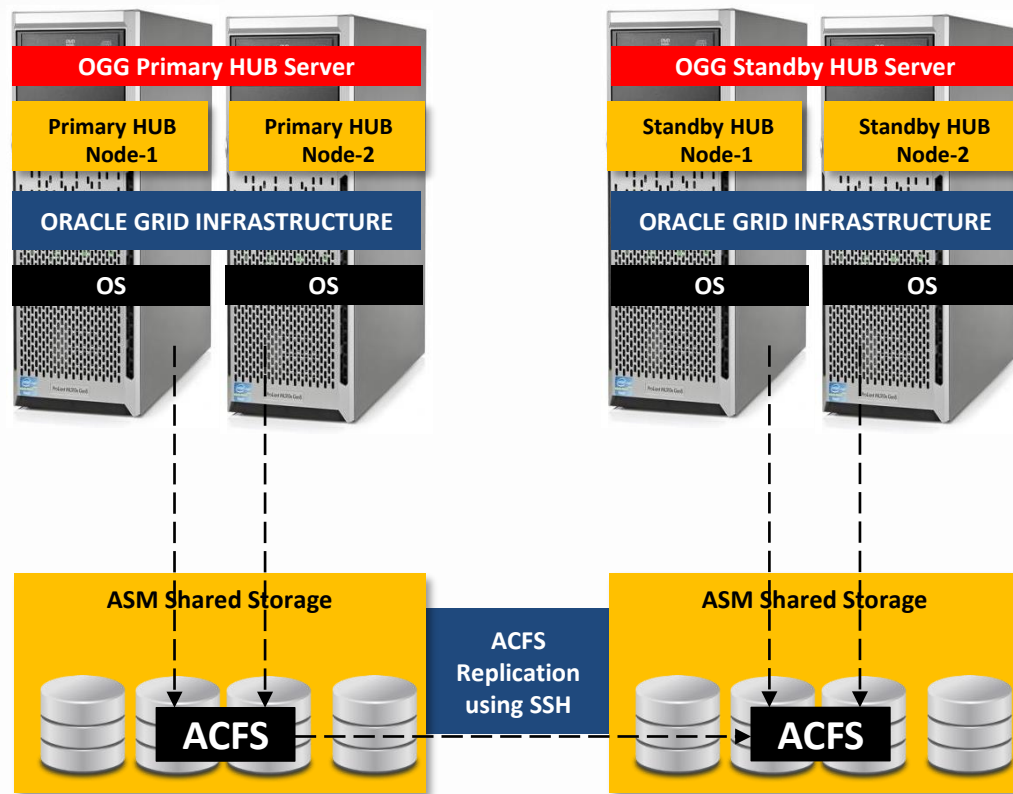 OGG Primary HUB Server
Primary HUB
Node-1
Primary HUB
Node-2
ORACLE GRID INFRASTRUCTURE
OS
OS
OGG Standby HUB Server
Standby HUB
Node-1
Standby HUB
Node-2
ORACLE GRID INFRASTRUCTURE
OS
OS
ASM Shared Storage
ACFS
ACFS
Replication
using SSH
ASM Shared Storage
ACFS